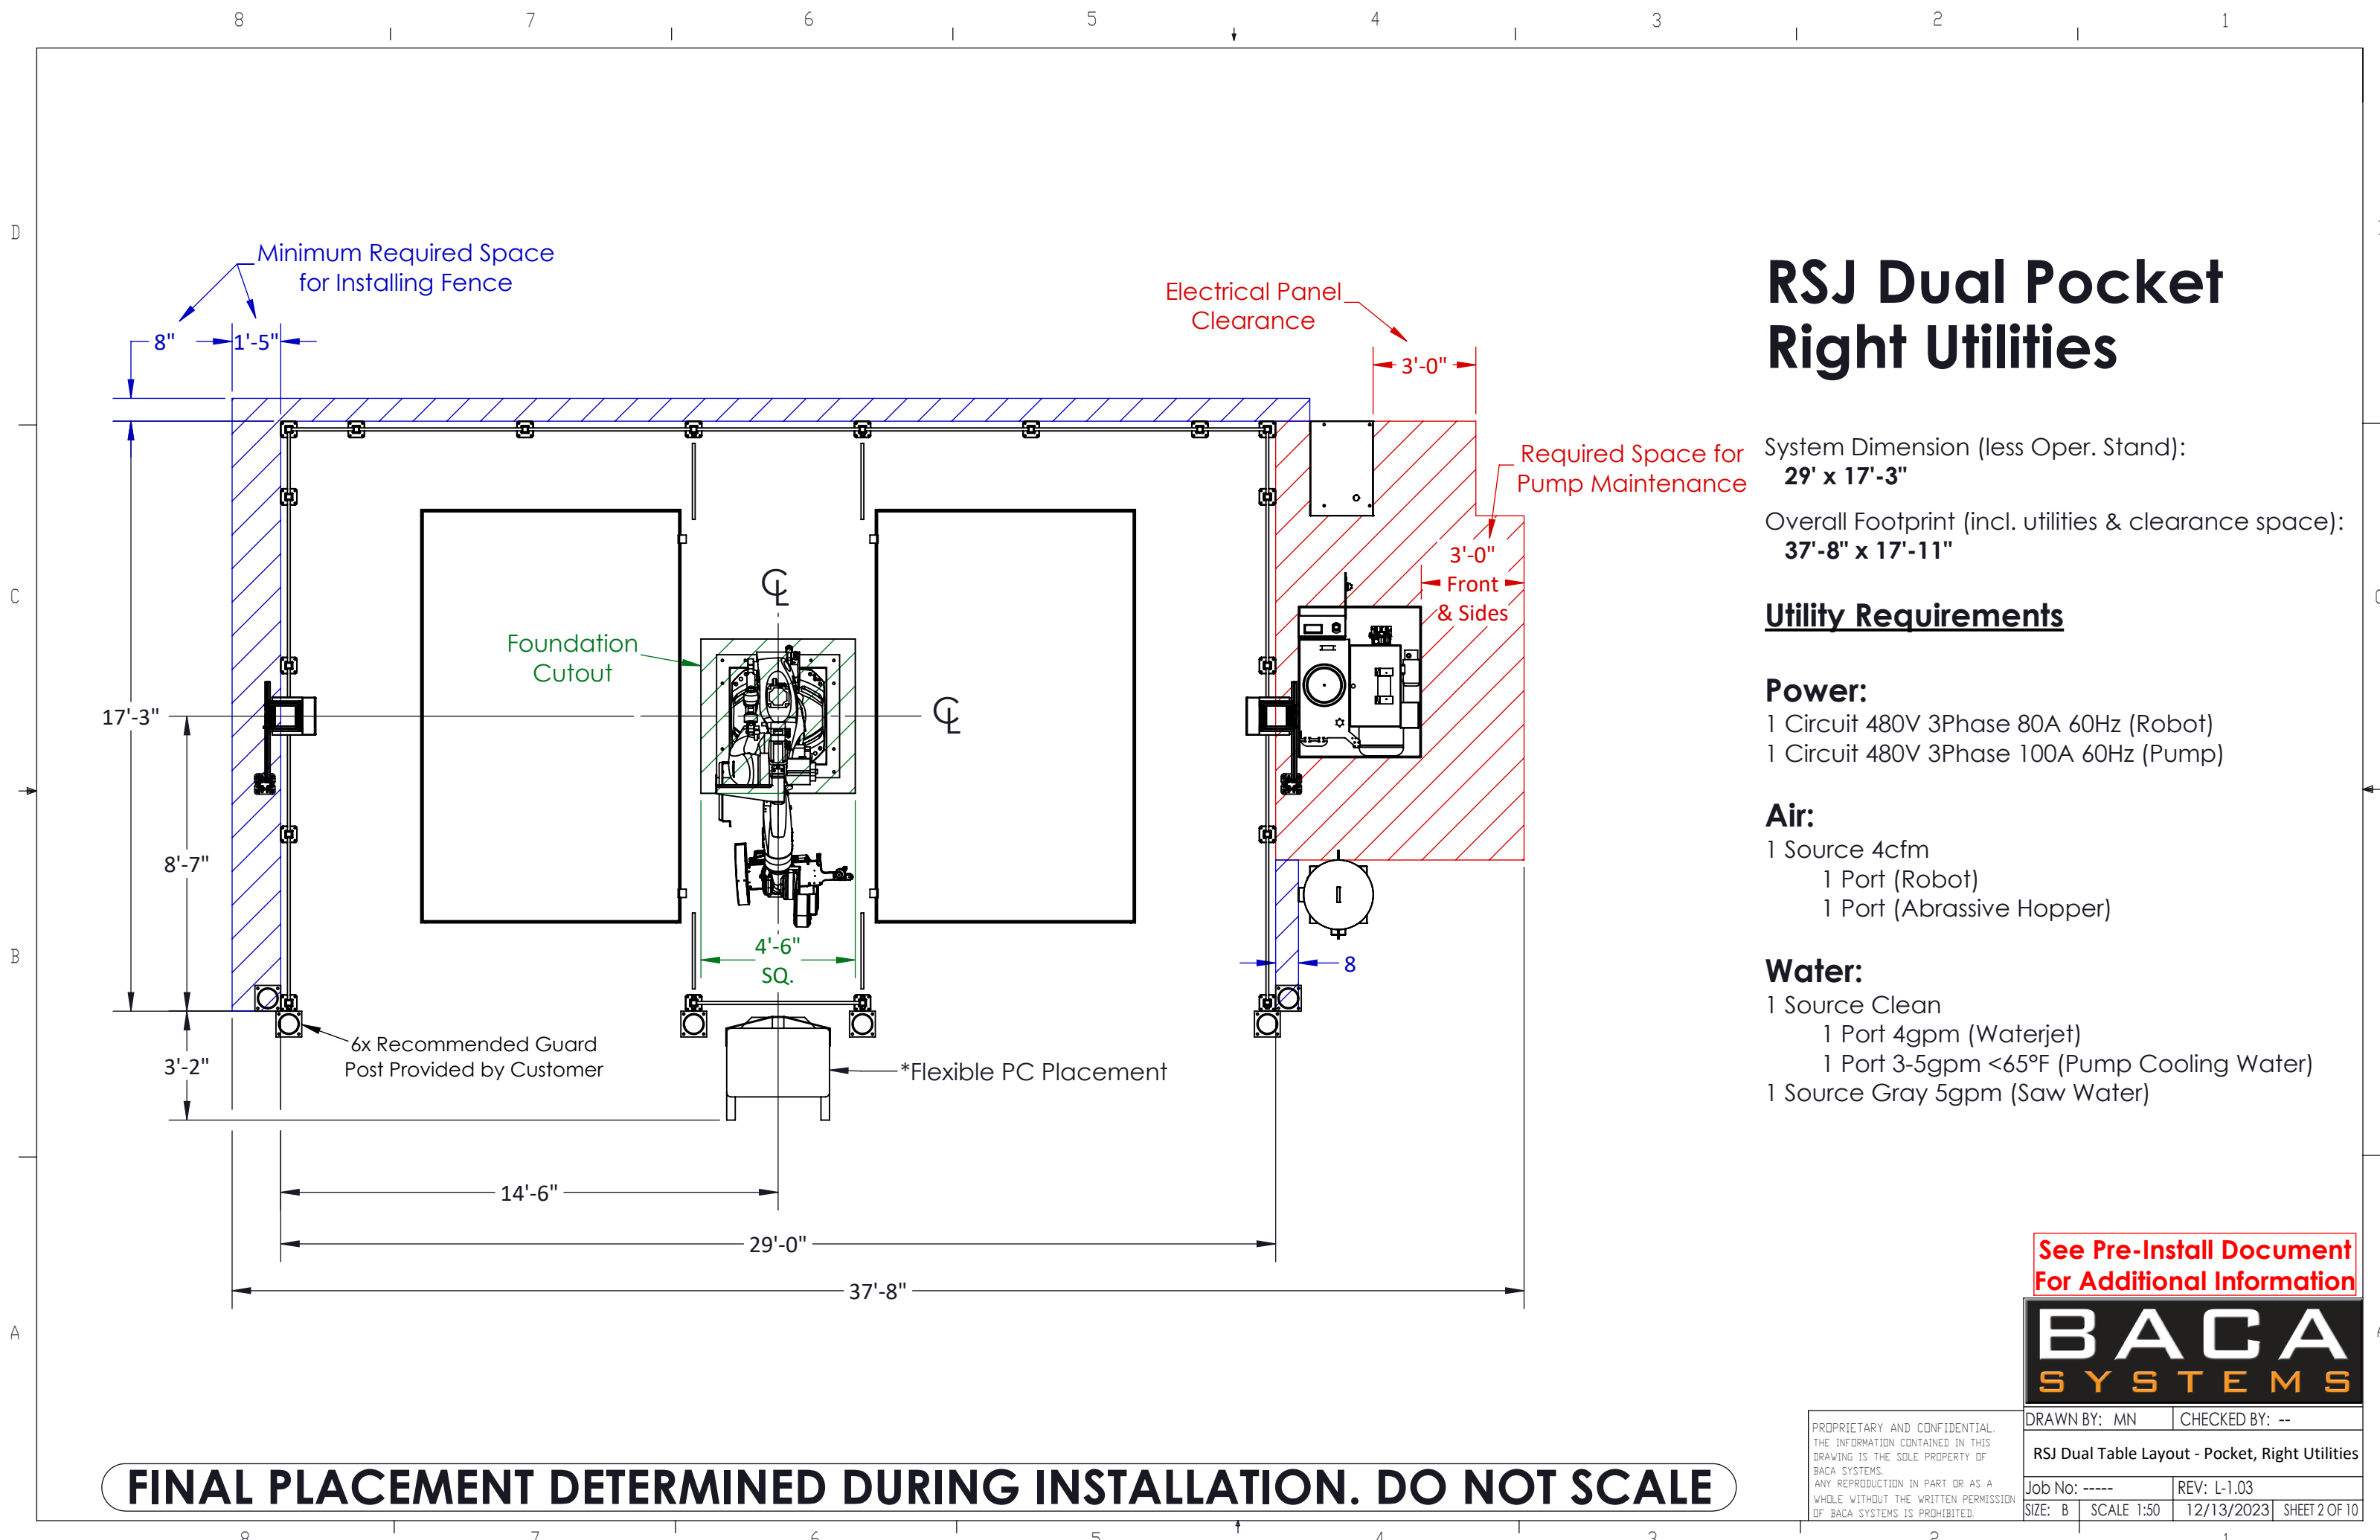 8 7 6 5 4 3 2 1
D
C
B
A
Minimum Required Space
for Installing Fence
8"
1'-5"
Electrical Panel
Clearance
3'-0"
Required Space for
Pump Maintenance
3'-0"
Front
& Sides
Foundation
Cutout
CL
CL
17'-3"
8'-7"
3'-2"
4'-6"
SQ.
8
6x Recommended Guard
Post Provided by Customer
*Flexible PC Placement
14'-6"
29'-0"
37'-8"
RSJ Dual Pocket
Right Utilities
System Dimension (less Oper. Stand):
29' x 17'-3"
Overall Footprint (incl. utilities & clearance space):
37'-8" x 17'-11"
Utility Requirements
Power:
1 Circuit 480V 3Phase 80A 60Hz (Robot)
1 Circuit 480V 3Phase 100A 60Hz (Pump)
Air:
1 Source 4cfm
1 Port (Robot)
1 Port (Abrassive Hopper)
Water:
1 Source Clean
1 Port 4gpm (Waterjet)
1 Port 3-5gpm <65°F (Pump Cooling Water)
1 Source Gray 5gpm (Saw Water)
See Pre-Install Document
For Additional Information
BACA
SYSTEMS
DRAWN BY: MN CHECKED BY: --
RSJ Dual Table Layout - Pocket, Right Utilities
Job No: ----- REV: L-1.03
SIZE: B SCALE 1:50 12/13/2023 SHEET 2 OF 10
PROPRIETARY AND CONFIDENTIAL.
THE INFORMATION CONTAINED IN THIS
DRAWING IS THE SOLE PROPERTY OF
BACA SYSTEMS.
ANY REPRODUCTION IN PART OR AS A
WHOLE WITHOUT THE WRITTEN PERMISSION
OF BACA SYSTEMS IS PROHIBITED.
FINAL PLACEMENT DETERMINED DURING INSTALLATION. DO NOT SCALE
8 7 6 5 4 3 2 1